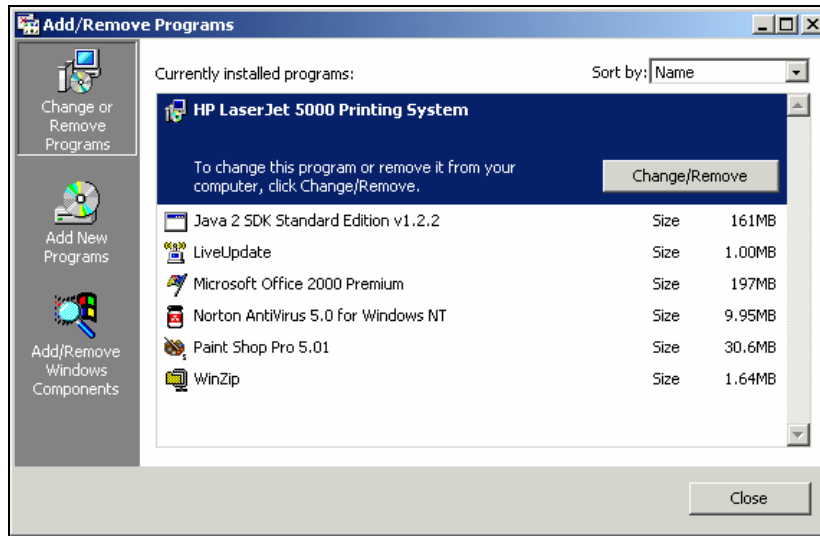 Add/Remove Programs
Change or
Remove
Programs
Add New
Programs
Add/Remove
Windows
Components
Currently installed programs:
Sort by: Name
HP LaserJet 5000 Printing System
To change this program or remove it from your
computer, click Change/Remove.
Change/Remove
Java 2 SDK Standard Edition v1.2.2 Size 161MB
LiveUpdate Size 1.00MB
Microsoft Office 2000 Premium Size 197MB
Norton AntiVirus 5.0 for Windows NT Size 9.95MB
Paint Shop Pro 5.01 Size 30.6MB
WinZip Size 1.64MB
Close